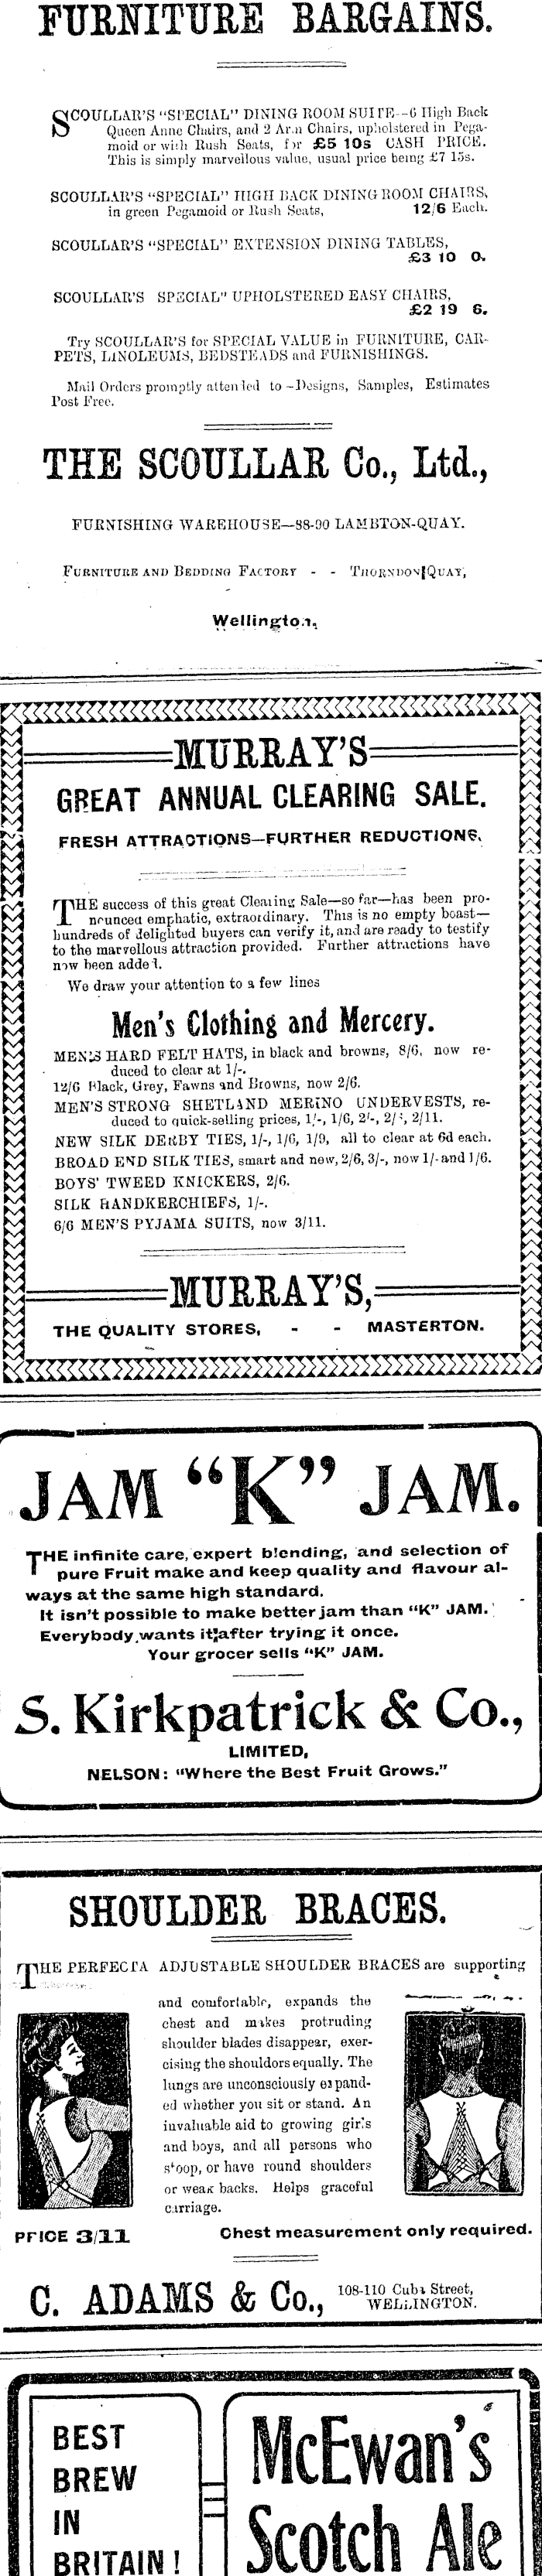 FURNITURE BARGAINS.
SCOULLAR'S "SPECIAL" DINING ROOM SUITE--6 High Back
Queen Anne Chairs, and 2 Arm Chairs, upholstered in Pega-
moid or with Rush Seats, for £5 10s CASH PRICE.
This is simply marvellous value, usual price being £7 15s.
SCOULLAR'S "SPECIAL" HIGH BACK DINING ROOM CHAIRS,
in green Pegamoid or Rush Seats, 12/6 Each.
SCOULLAR'S "SPECIAL" EXTENSION DINING TABLES,
£3 10 0.
SCOULLAR'S SPECIAL" UPHOLSTERED EASY CHAIRS,
£2 19 6.
Try SCOULLAR'S for SPECIAL VALUE in FURNITURE, CAR-
PETS, LINOLEUMS, BEDSTEADS and FURNISHINGS.
Mail Orders promptly attended to—Designs, Samples, Estimates
Post Free.
THE SCOULLAR Co., Ltd.,
FURNISHING WAREHOUSE—88-90 LAMBTON-QUAY.
FURNITURE AND BEDDING FACTORY - - THORNDON QUAY,
Wellington.
MURRAY'S
GREAT ANNUAL CLEARING SALE.
FRESH ATTRACTIONS—FURTHER REDUCTIONS.
THE success of this great Clearing Sale—so far—has been pro-
nounced emphatic, extraordinary. This is no empty boast—
hundreds of delighted buyers can verify it, and are ready to testify
to the marvellous attraction provided. Further attractions have
now been added.
We draw your attention to a few lines
Men's Clothing and Mercery.
MEN'S HARD FELT HATS, in black and browns, 8/6, now re-
duced to clear at 1/-.
12/6 Black, Grey, Fawns and Browns, now 2/6.
MEN'S STRONG SHETLAND MERINO UNDERVESTS, re-
duced to quick-selling prices, 1/-, 1/6, 2/-, 2/11.
NEW SILK DERBY TIES, 1/-, 1/6, 1/9, all to clear at 6d each.
BROAD END SILK TIES, smart and new, 2/6, 3/-, now 1/- and 1/6.
BOYS' TWEED KNICKERS, 2/6.
SILK HANDKERCHIEFS, 1/-.
6/6 MEN'S PYJAMA SUITS, now 3/11.
MURRAY'S,
THE QUALITY STORES, - - MASTERTON.
JAM "K" JAM.
THE infinite care, expert blending, and selection of
pure Fruit make and keep quality and flavour al-
ways at the same high standard.
It isn't possible to make better jam than "K" JAM.
Everybody wants it after trying it once.
Your grocer sells "K" JAM.
S. Kirkpatrick & Co.,
LIMITED,
NELSON: "Where the Best Fruit Grows."
SHOULDER BRACES.
THE PERFECTA ADJUSTABLE SHOULDER BRACES are supporting
and comfortable, expands the
chest and makes protruding
shoulder blades disappear, exer-
cising the shouldors equally. The
lungs are unconsciously expand-
ed whether you sit or stand. An
invaluable aid to growing girls
and boys, and all persons who
stoop, or have round shoulders
or weak backs. Helps graceful
carriage.
PRICE 3/11 Chest measurement only required.
C. ADAMS & Co., 108-110 Cuba Street,
WELLINGTON.
BEST
BREW
IN
BRITAIN!
McEwan's
Scotch Ale